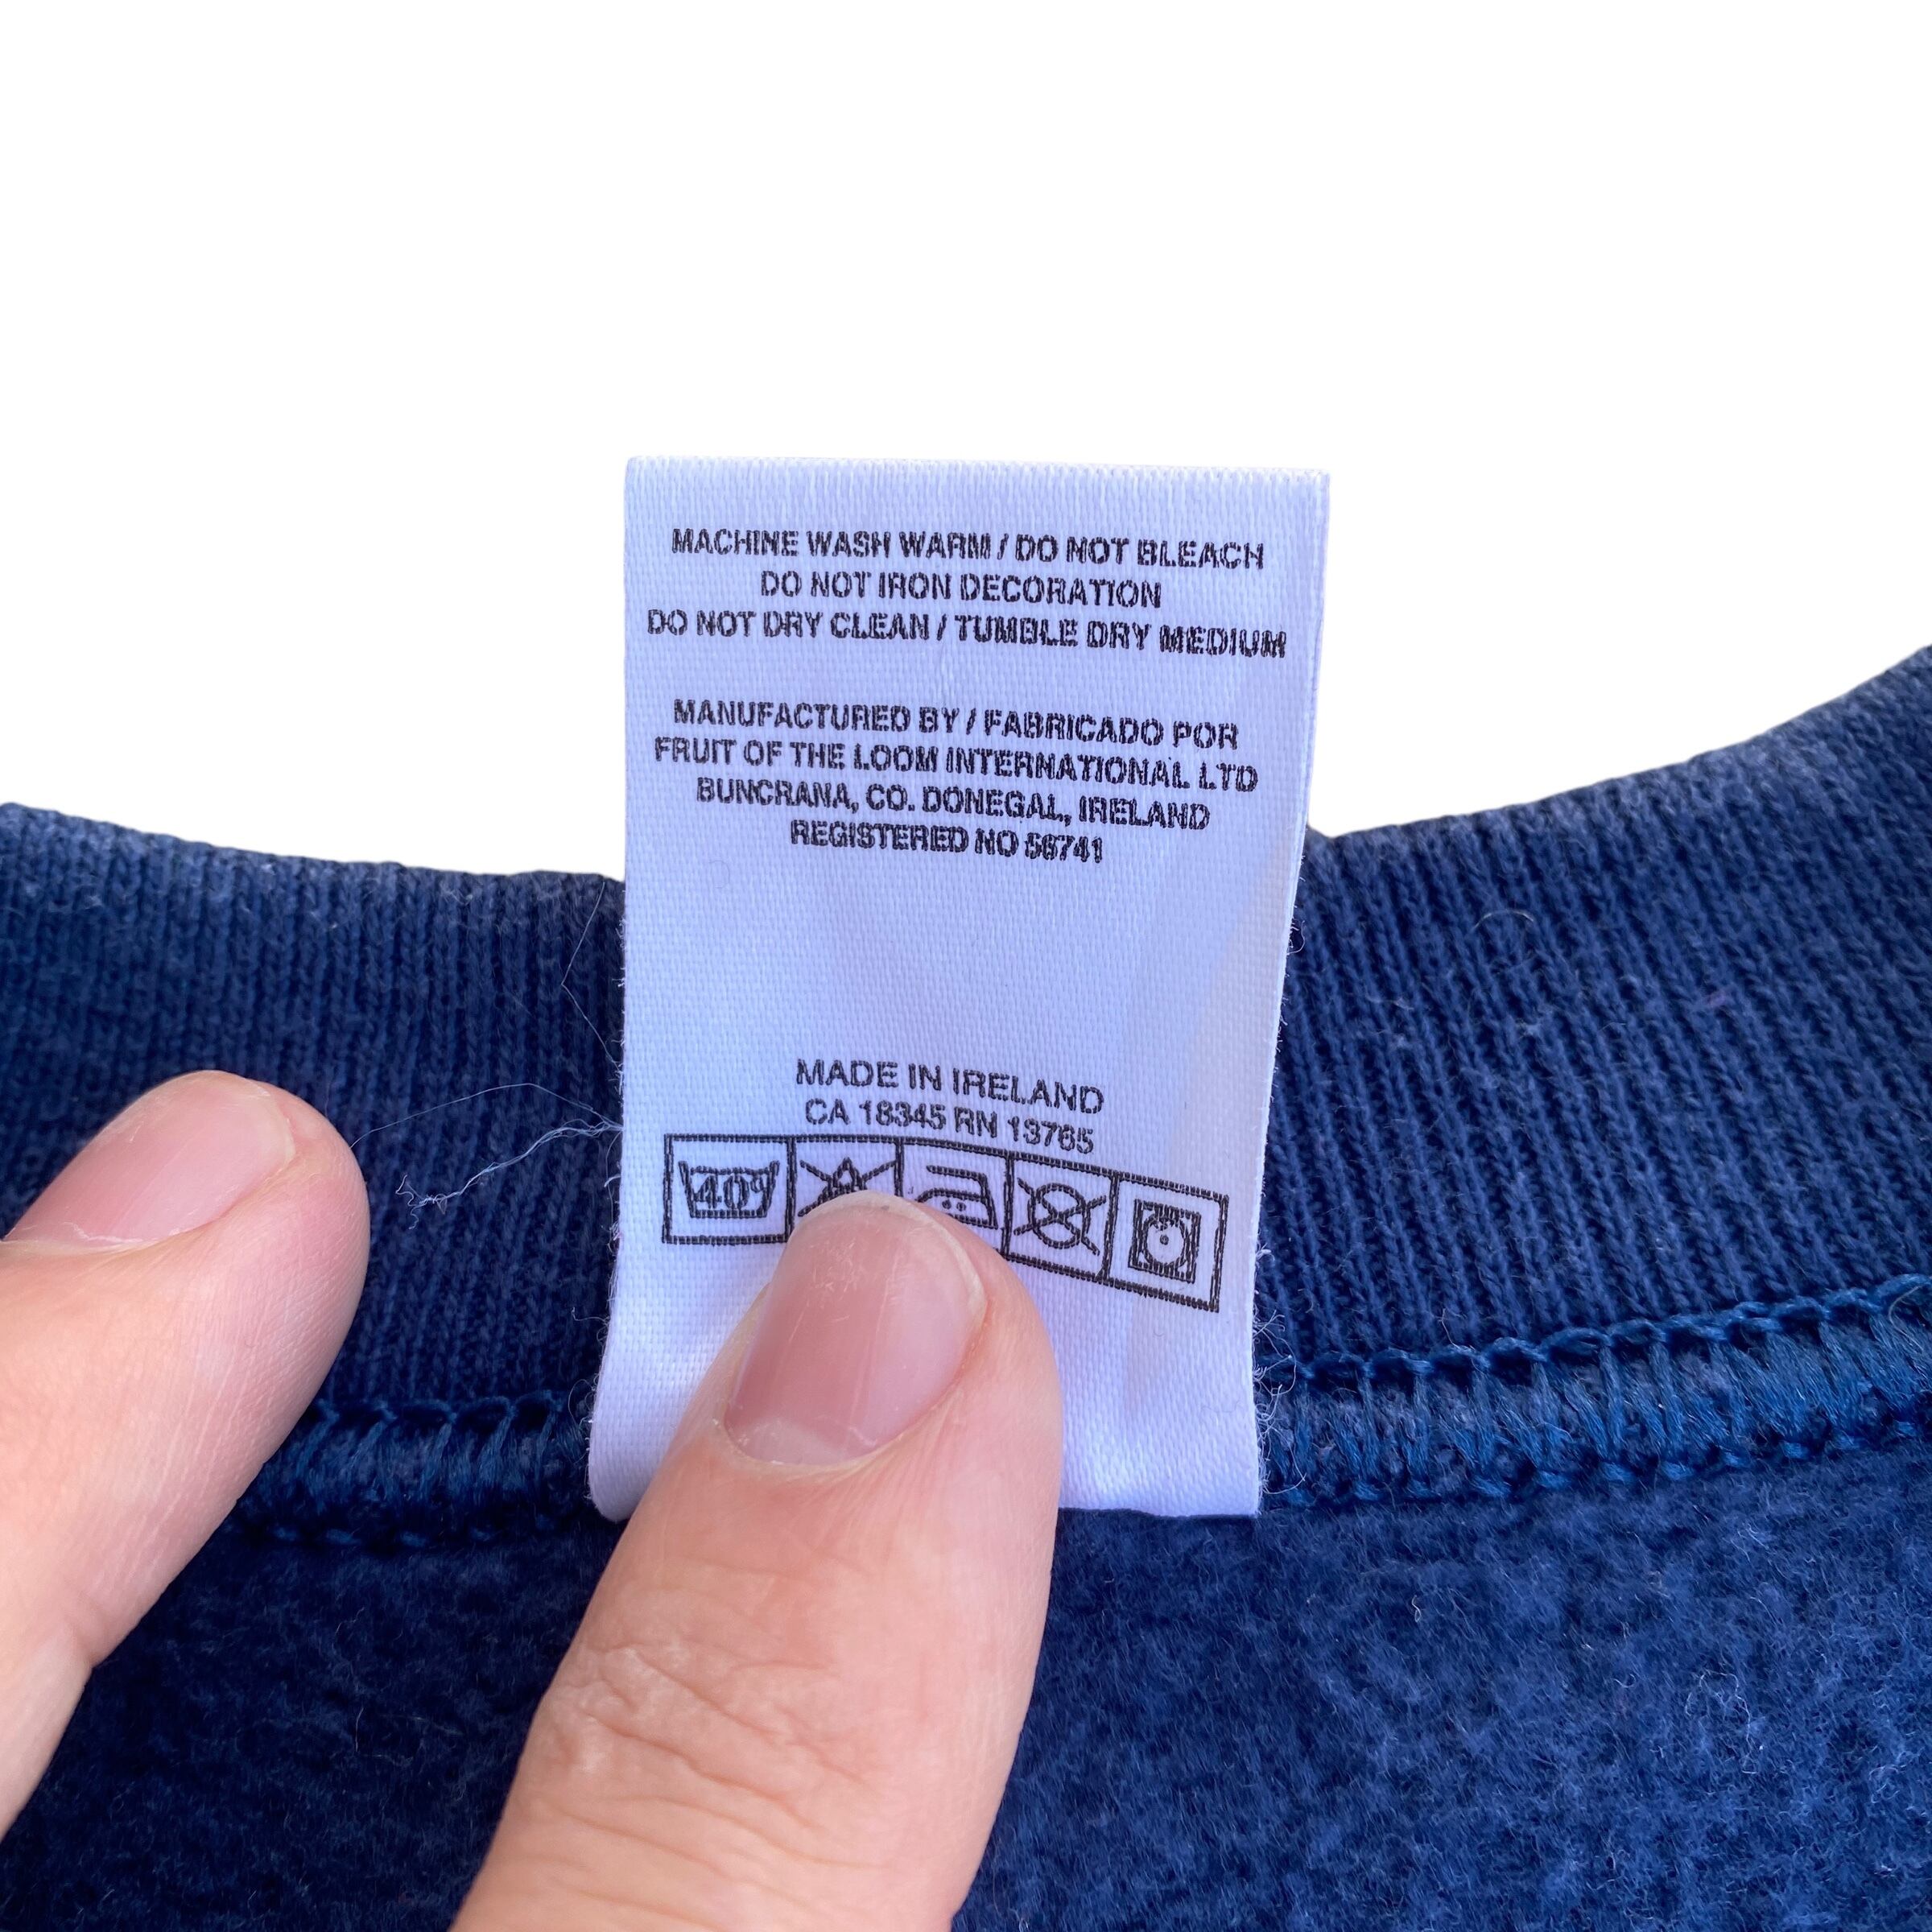 MACHINE WASH WARM / DO NOT BLEACH
DO NOT IRON DECORATION
DO NOT DRY CLEAN / TUMBLE DRY MEDIUM
MANUFACTURED BY / FABRICADO POR
FRUIT OF THE LOOM INTERNATIONAL LTD
BUNCRANA, CO. DONEGAL, IRELAND
REGISTERED NO 56741
MADE IN IRELAND
CA 18345 RN 13765
40°